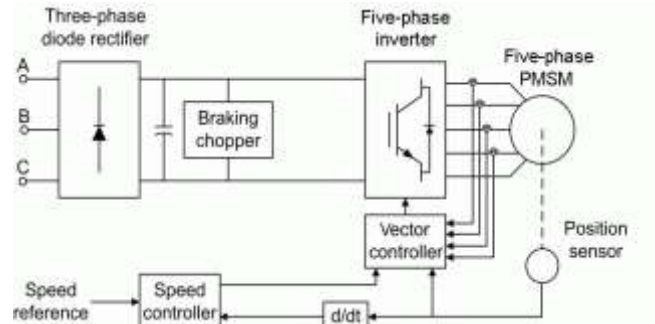 Three-phase
diode rectifier
Five-phase
inverter
Five-phase
PMSM
A
B
C
Braking
chopper
Vector
controller
Position
sensor
Speed
reference
Speed
controller
d/dt